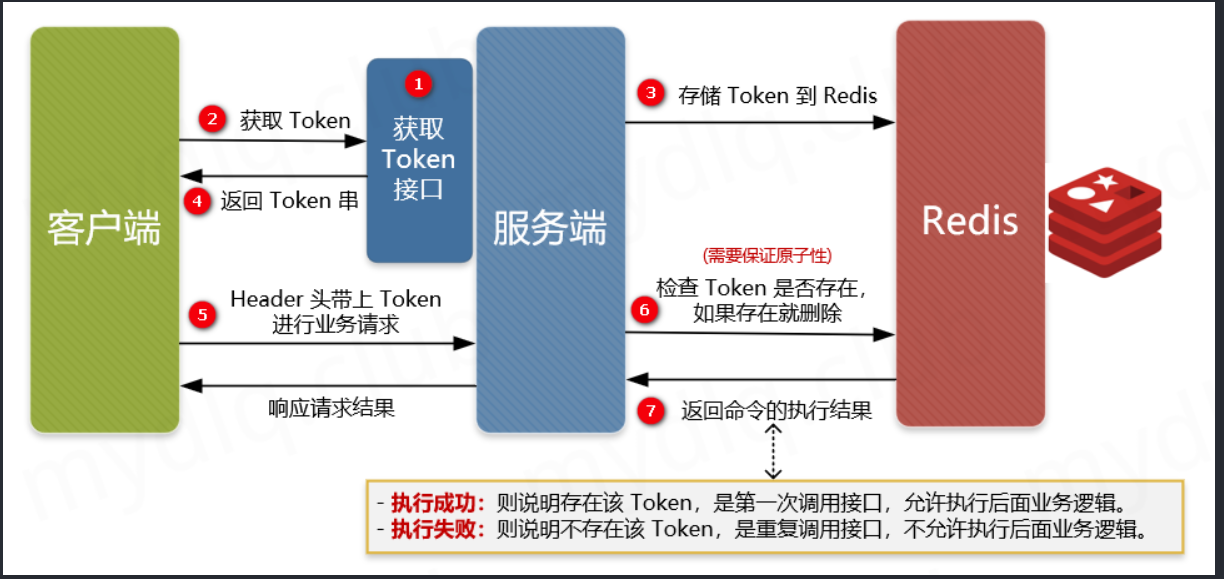 1
2 获取 Token
获取
Token
接口
4 返回 Token 串
客户端
服务端
3 存储 Token 到 Redis
Redis
5 Header 头带上 Token
进行业务请求
响应请求结果
(需要保证原子性)
6 检查 Token 是否存在，
如果存在就删除
7 返回命令的执行结果
- 执行成功：则说明存在该 Token，是第一次调用接口，允许执行后面业务逻辑。
- 执行失败：则说明不存在该 Token，是重复调用接口，不允许执行后面业务逻辑。
mydlq.club